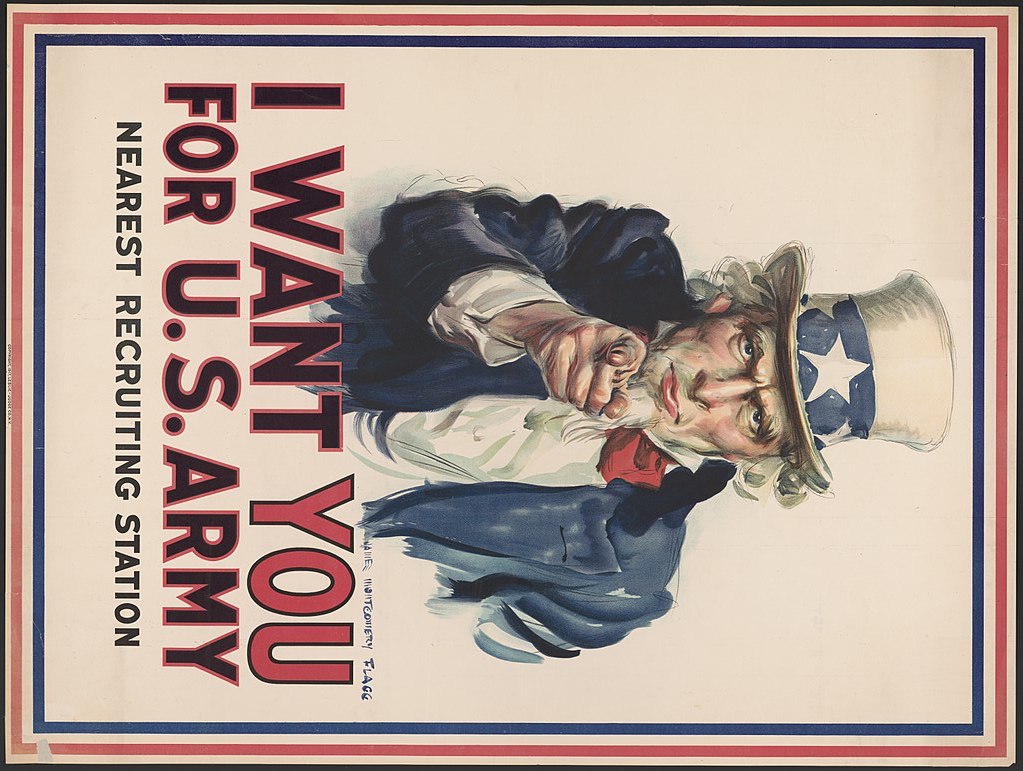 JAMES MONTGOMERY FLAGG
I WANT YOU
FOR U.S. ARMY
NEAREST RECRUITING STATION